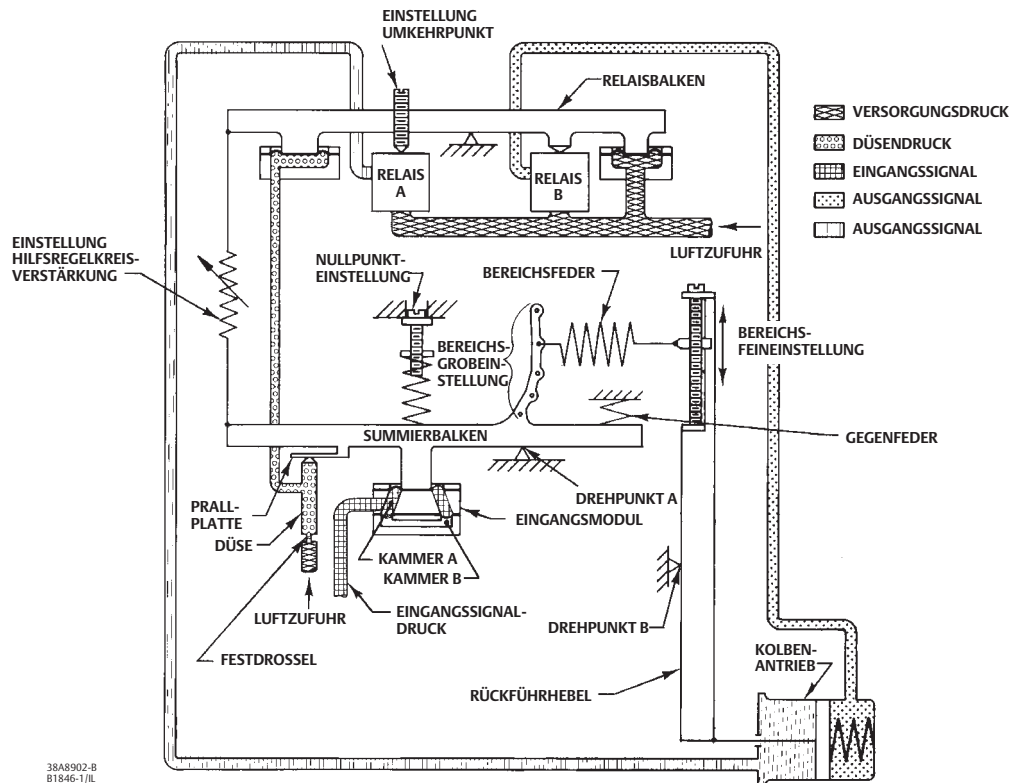 EINSTELLUNG
UMKEHRPUNKT
RELAISBALKEN
VERSORGUNGSDRUCK
DÜSENDRUCK
EINGANGSSIGNAL
AUSGANGSSIGNAL
AUSGANGSSIGNAL
RELAIS
A
RELAIS
B
LUFTZUFUHR
EINSTELLUNG
HILFSREGELKREIS-
VERSTÄRKUNG
NULLPUNKT-
EINSTELLUNG
BEREICHSFEDER
BEREICHS-
GROBEIN-
STELLUNG
BEREICHS-
FEINEINSTELLUNG
SUMMIERBALKEN
GEGENFEDER
PRALL-
PLATTE
DÜSE
DREHPUNKT A
EINGANGSMODUL
KAMMER A
KAMMER B
LUFTZUFUHR
EINGANGSSIGNAL-
DRUCK
DREHPUNKT B
FESTDROSSEL
KOLBEN-
ANTRIEB
RÜCKFÜHRHEBEL
38A8902-B
B1846-1/IL